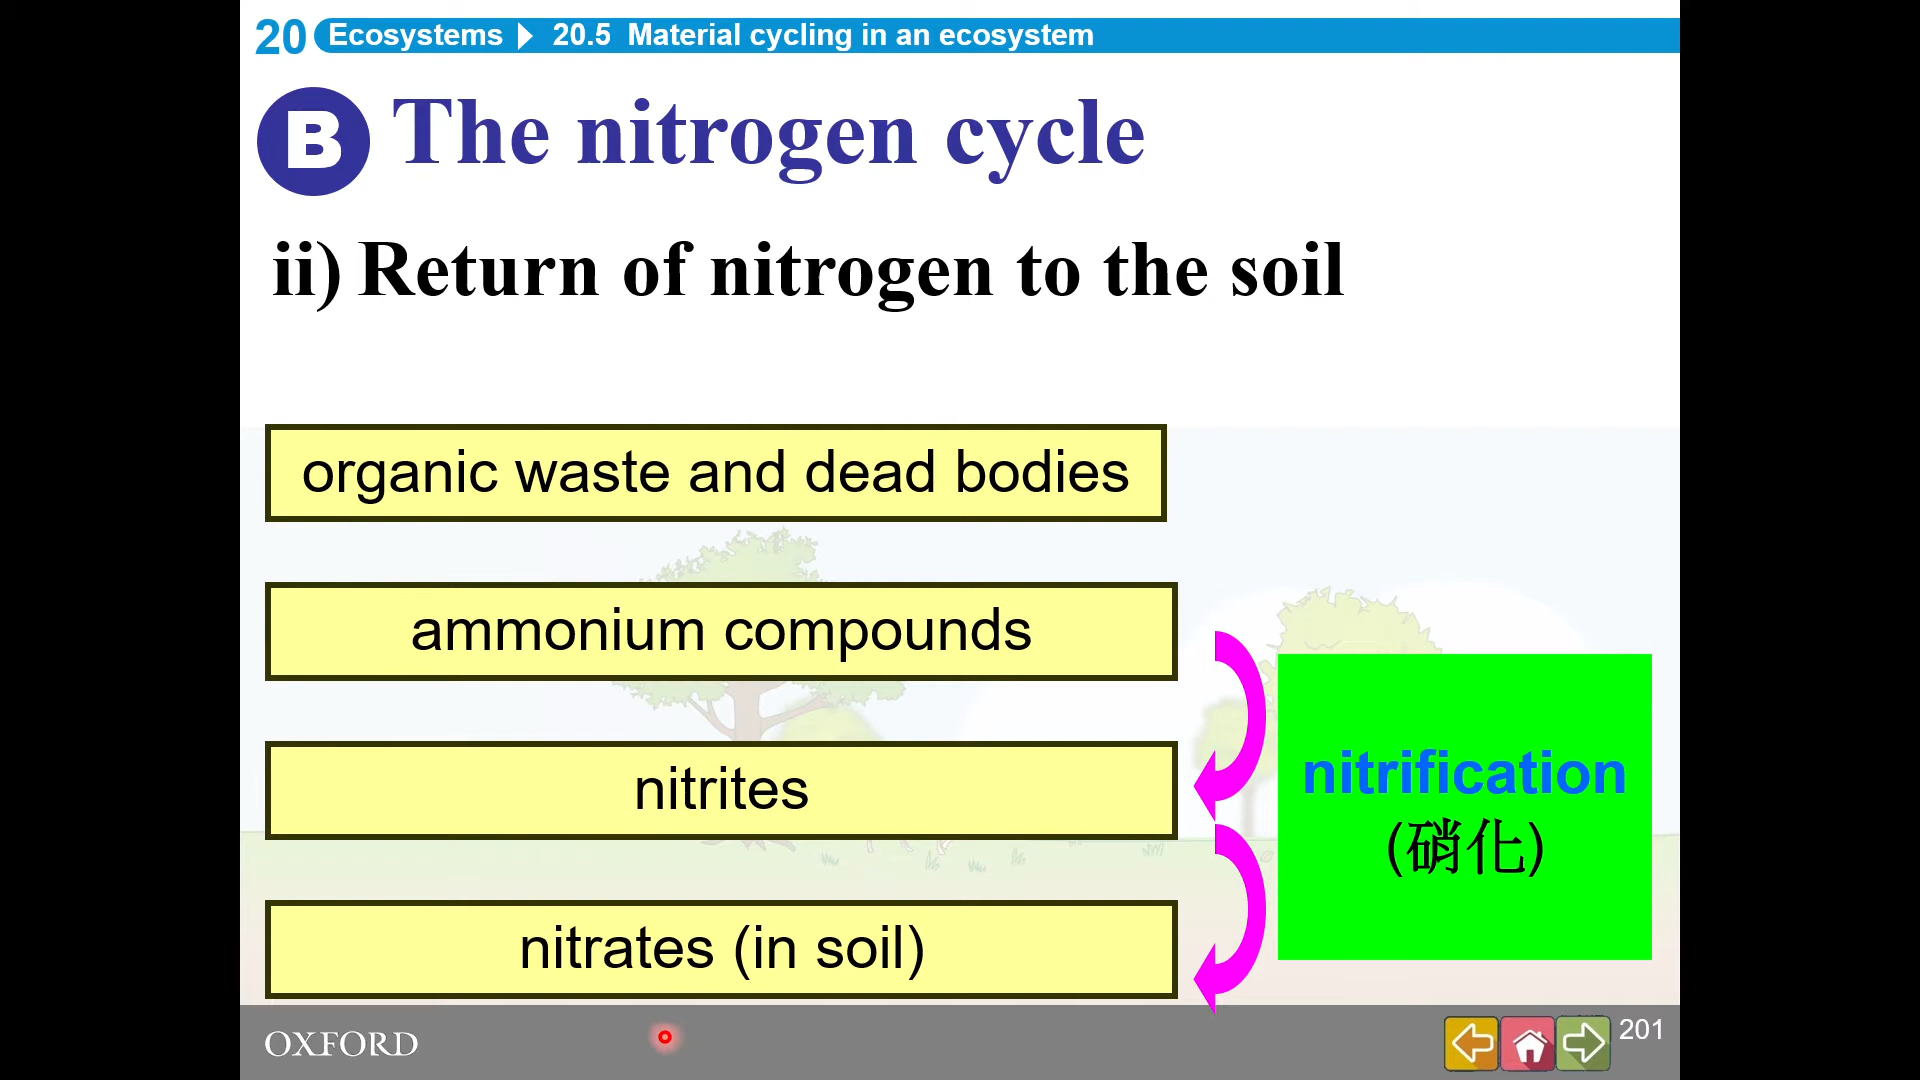 20 Ecosystems 20.5 Material cycling in an ecosystem
B The nitrogen cycle
ii) Return of nitrogen to the soil
organic waste and dead bodies
ammonium compounds
nitrites
nitrification
(硝化)
nitrates (in soil)
OXFORD
201